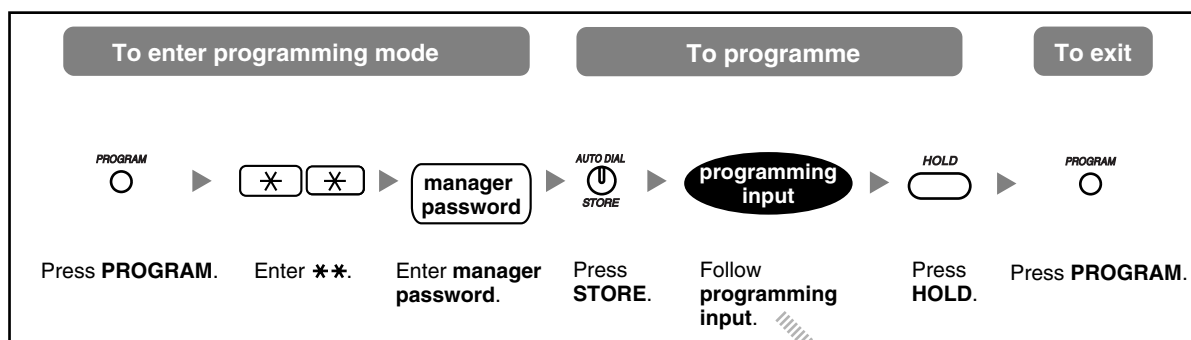 To enter programming mode
To programme
To exit
PROGRAM
AUTO DIAL
HOLD
PROGRAM
✱ ✱
manager
password
STORE
programming
input
Press PROGRAM.
Enter ✱✱.
Enter manager
password.
Press
STORE.
Follow
programming
input.
Press
HOLD.
Press PROGRAM.